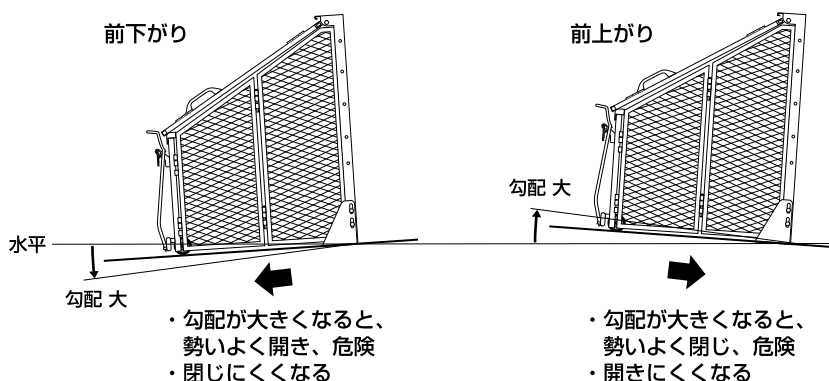 前下がり
前上がり
勾配 大
水平
勾配 大
・勾配が大きくなると、
勢いよく開き、危険
・閉じにくくなる
・勾配が大きくなると、
勢いよく閉じ、危険
・開きにくくなる